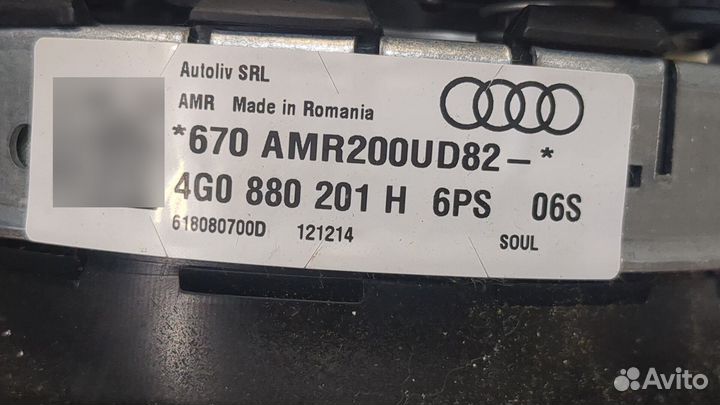 Autoliv SRL
AMR Made in Romania
*670 AMR200UD82-*
4G0 880 201 H 6PS 06S
618080700D 121214 SOUL
Avito